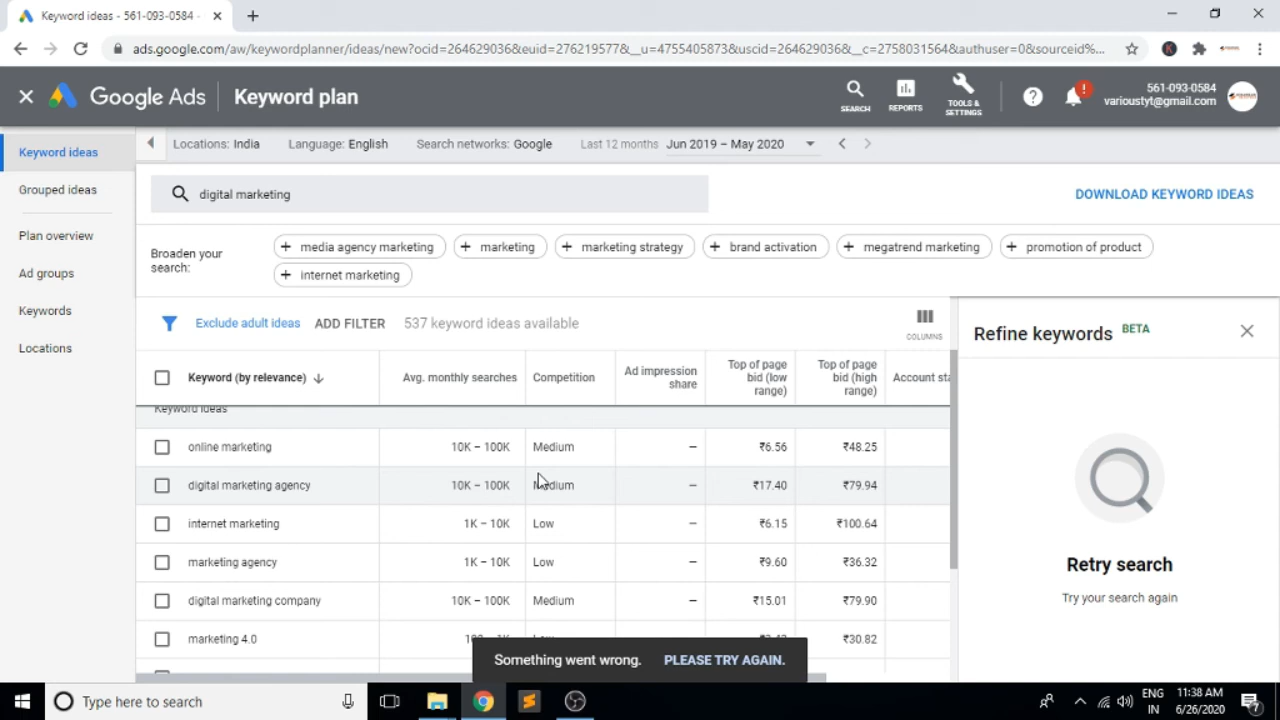 Keyword ideas - 561-093-0584 -
ads.google.com/aw/keywordplanner/ideas/new?ocid=264629036&euid=276219577&__u=4755405873&uscid=264629036&__c=2758031564&authuser=0&sourceid%...
K
Google Ads
Keyword plan
SEARCH
REPORTS
TOOLS &
SETTINGS
?
!
561-093-0584
varioustyt@gmail.com
Keyword ideas
Grouped ideas
Plan overview
Ad groups
Keywords
Locations
Locations: India Language: English Search networks: Google Last 12 months Jun 2019 – May 2020
digital marketing
DOWNLOAD KEYWORD IDEAS
Broaden your
search:
+ media agency marketing + marketing + marketing strategy + brand activation + megatrend marketing + promotion of product
+ internet marketing
Exclude adult ideas ADD FILTER 537 keyword ideas available
COLUMNS
Keyword (by relevance) ↓ Avg. monthly searches Competition Ad impression share Top of page bid (low range) Top of page bid (high range) Account sta
Keyword ideas
online marketing 10K – 100K Medium – ₹6.56 ₹48.25
digital marketing agency 10K – 100K Medium – ₹17.40 ₹79.94
internet marketing 1K – 10K Low – ₹6.15 ₹100.64
marketing agency 1K – 10K Low – ₹9.60 ₹36.32
digital marketing company 10K – 100K Medium – ₹15.01 ₹79.90
marketing 4.0 ₹30.82
Refine keywords BETA
Retry search
Try your search again
Something went wrong. PLEASE TRY AGAIN.
Type here to search
ENG
IN
11:38 AM
6/26/2020
7